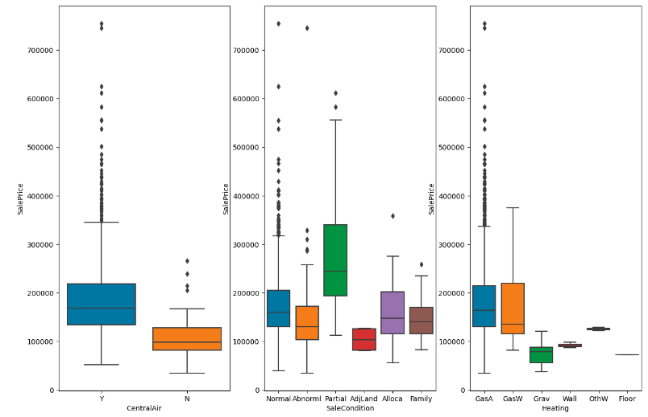 700000
600000
500000
400000
300000
200000
100000
0
SalePrice
Y N
CentralAir
700000
600000
500000
400000
300000
200000
100000
0
SalePrice
Normal Abnorml Partial AdjLand Alloca Family
SaleCondition
700000
600000
500000
400000
300000
200000
100000
0
SalePrice
GasA GasW Grav Wall OthW Floor
Heating